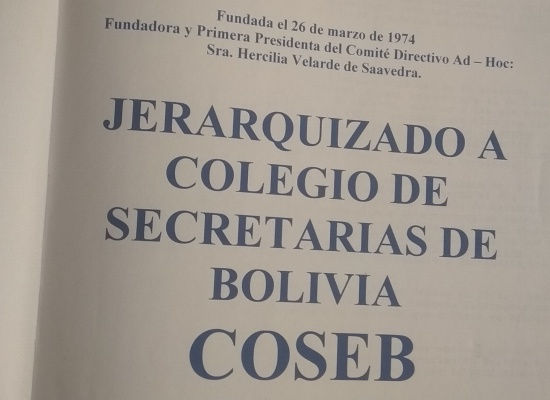 Fundada el 26 de marzo de 1974
Fundadora y Primera Presidenta del Comité Directivo Ad – Hoc:
Sra. Hercilia Velarde de Saavedra.
JERARQUIZADO A
COLEGIO DE
SECRETARIAS DE
BOLIVIA
COSEB